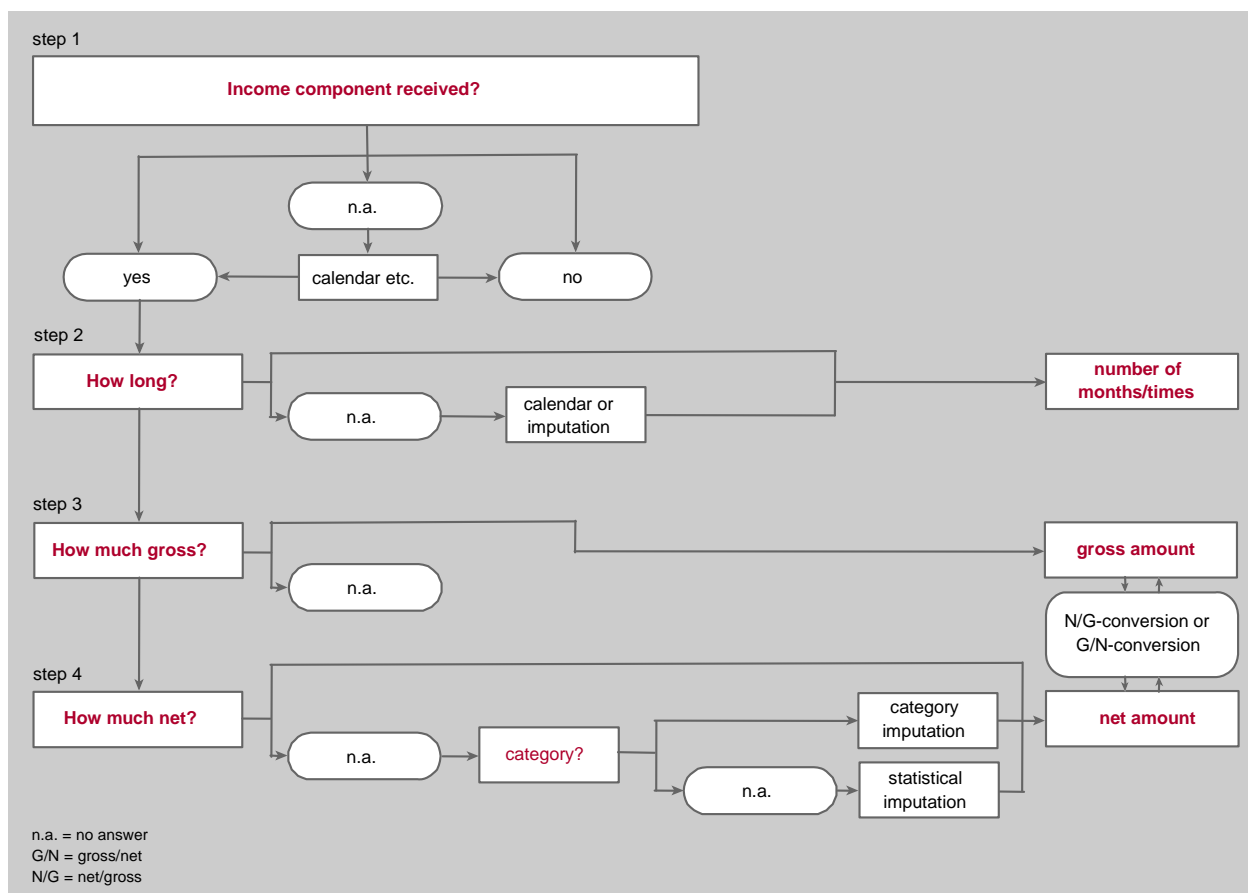 step 1
Income component received?
n.a.
yes
calendar etc.
no
step 2
How long?
number of
months/times
n.a.
calendar or
imputation
step 3
How much gross?
gross amount
n.a.
N/G-conversion or
G/N-conversion
step 4
How much net?
category
imputation
net amount
n.a.
category?
n.a.
statistical
imputation
n.a. = no answer
G/N = gross/net
N/G = net/gross